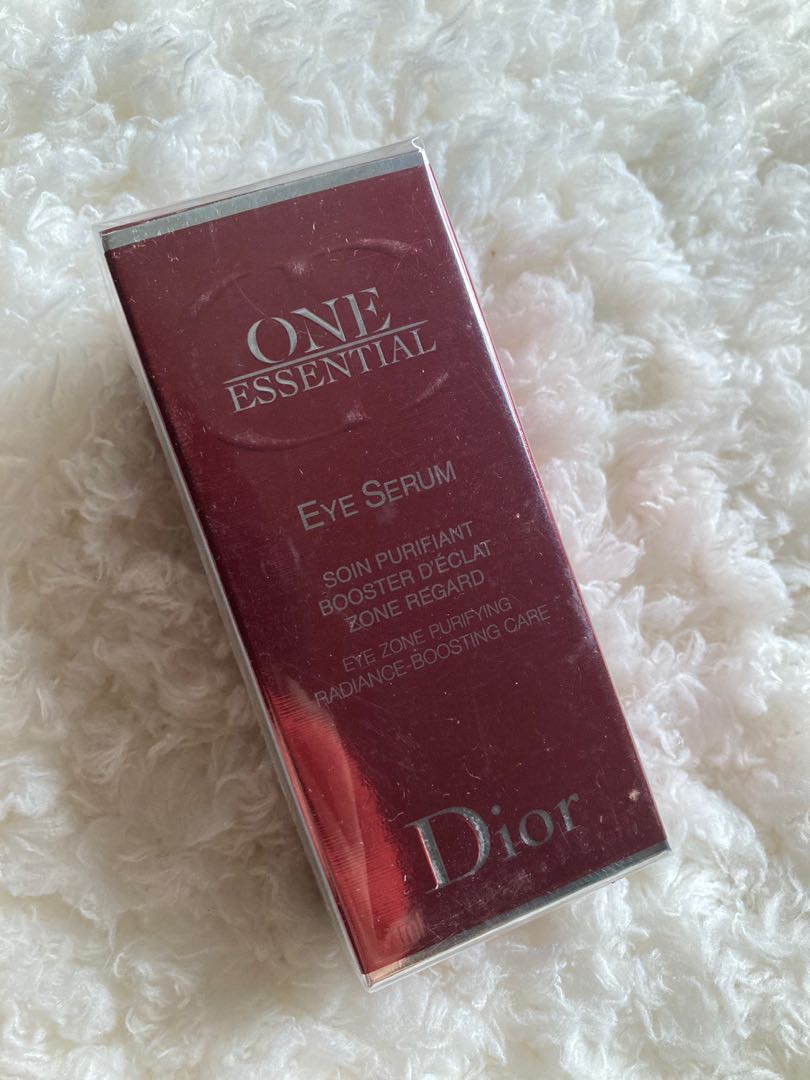 ONE
ESSENTIAL
EYE SERUM
SOIN PURIFIANT
BOOSTER D'ÉCLAT
ZONE REGARD
EYE ZONE PURIFYING
RADIANCE-BOOSTING CARE
Dior